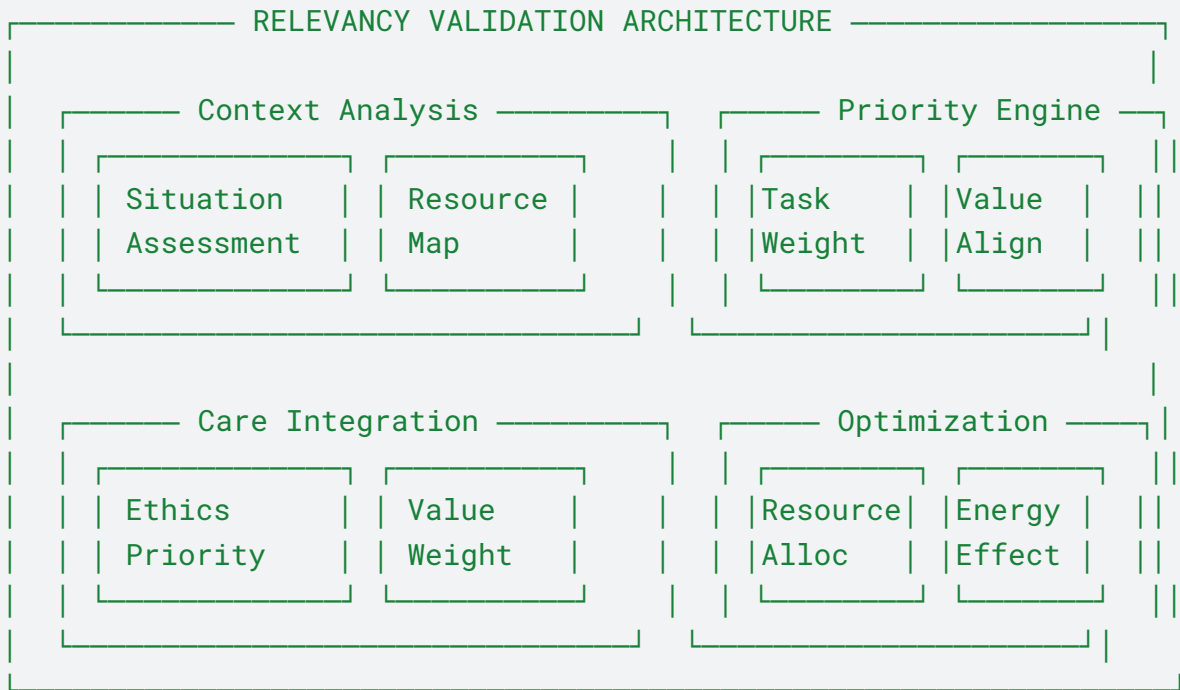 RELEVANCY VALIDATION ARCHITECTURE
Context Analysis Priority Engine
Situation Resource Task Value
Assessment Map Weight Align
Care Integration Optimization
Ethics Value Resource Energy
Priority Weight Alloc Effect